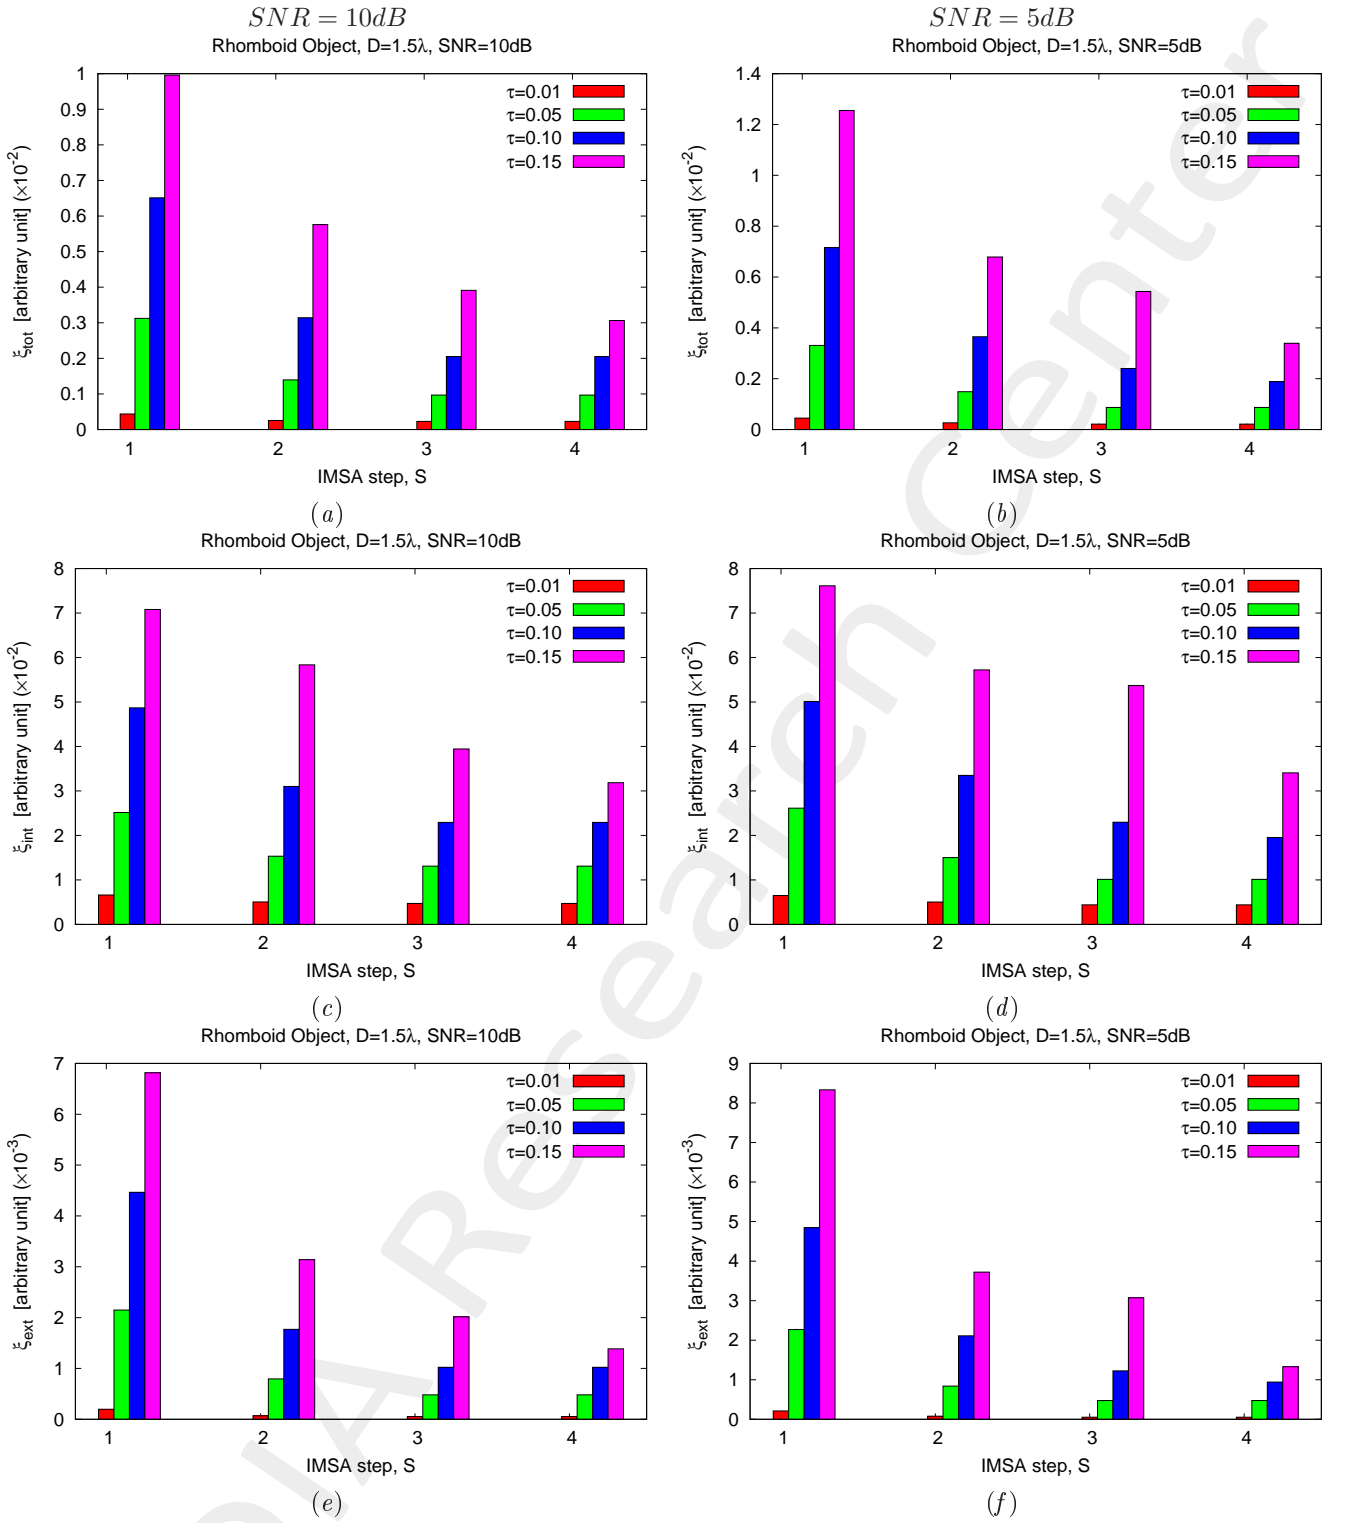 SNR = 10dB
SNR = 5dB
Rhomboid Object, D=1.5λ, SNR=10dB
ξtot [arbitrary unit] (×10-2)
1
0.9
0.8
0.7
0.6
0.5
0.4
0.3
0.2
0.1
0
τ=0.01
τ=0.05
τ=0.10
τ=0.15
1 2 3 4
IMSA step, S
(a)
Rhomboid Object, D=1.5λ, SNR=5dB
ξtot [arbitrary unit] (×10-2)
1.4
1.2
1
0.8
0.6
0.4
0.2
0
τ=0.01
τ=0.05
τ=0.10
τ=0.15
1 2 3 4
IMSA step, S
(b)
Rhomboid Object, D=1.5λ, SNR=10dB
ξint [arbitrary unit] (×10-2)
8
7
6
5
4
3
2
1
0
τ=0.01
τ=0.05
τ=0.10
τ=0.15
1 2 3 4
IMSA step, S
(c)
Rhomboid Object, D=1.5λ, SNR=5dB
ξint [arbitrary unit] (×10-2)
8
7
6
5
4
3
2
1
0
τ=0.01
τ=0.05
τ=0.10
τ=0.15
1 2 3 4
IMSA step, S
(d)
Rhomboid Object, D=1.5λ, SNR=10dB
ξext [arbitrary unit] (×10-3)
7
6
5
4
3
2
1
0
τ=0.01
τ=0.05
τ=0.10
τ=0.15
1 2 3 4
IMSA step, S
(e)
Rhomboid Object, D=1.5λ, SNR=5dB
ξext [arbitrary unit] (×10-3)
9
8
7
6
5
4
3
2
1
0
τ=0.01
τ=0.05
τ=0.10
τ=0.15
1 2 3 4
IMSA step, S
(f)
DIA Research Center